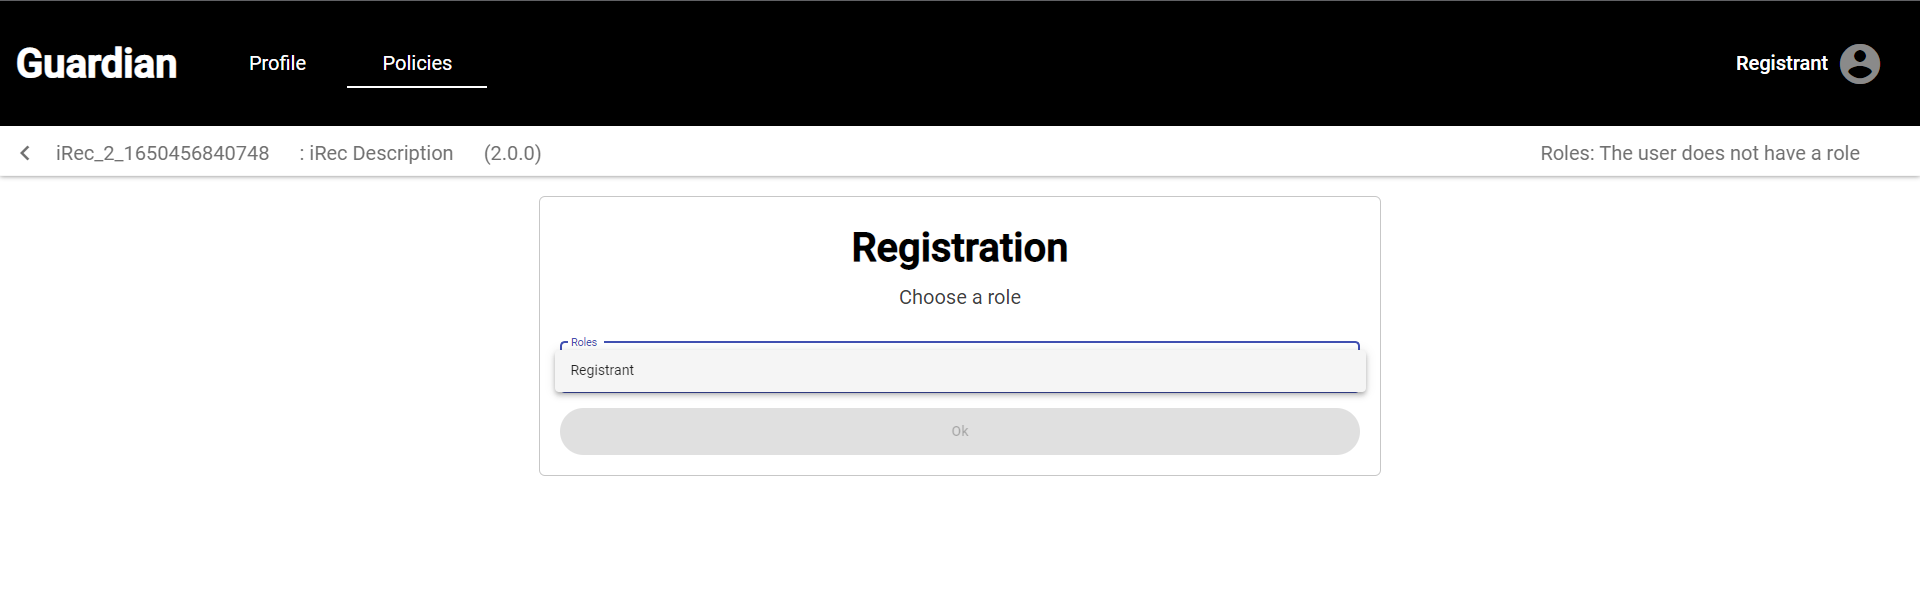 Guardian Profile Policies Registrant
iRec_2_1650456840748 : iRec Description (2.0.0) Roles: The user does not have a role
Registration
Choose a role
Roles
Registrant
Ok